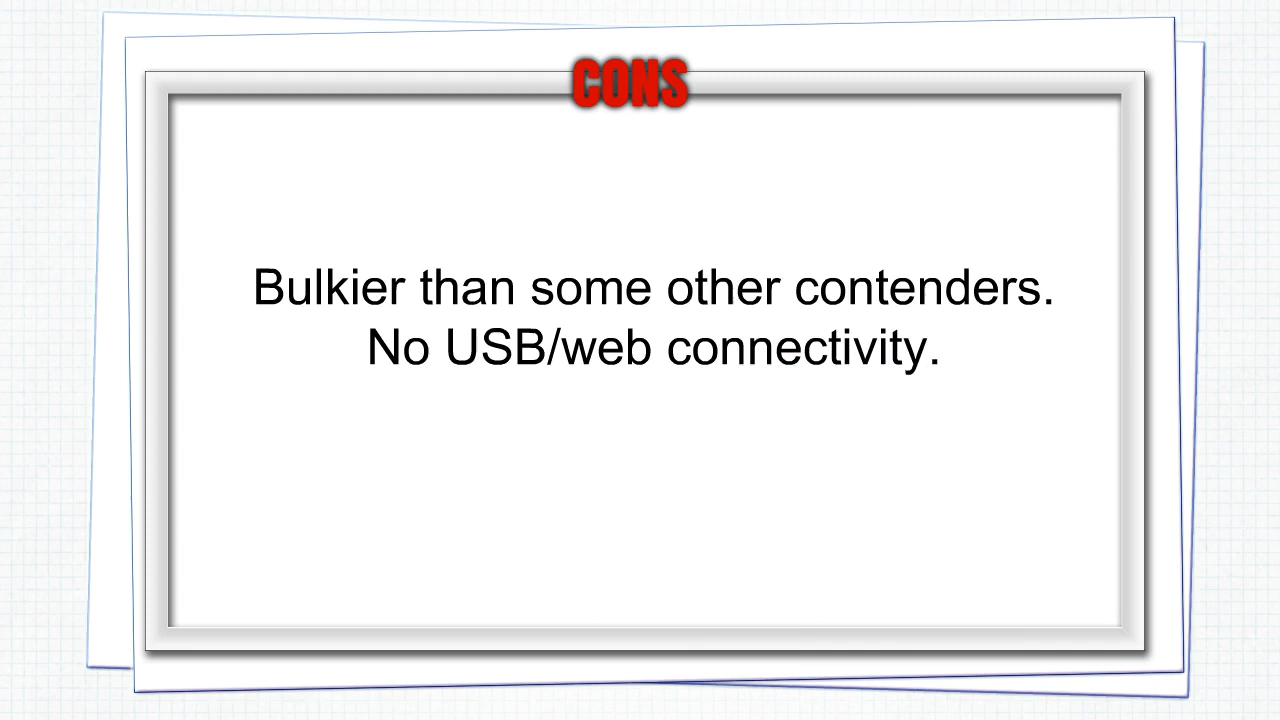 CONS
Bulkier than some other contenders.
No USB/web connectivity.